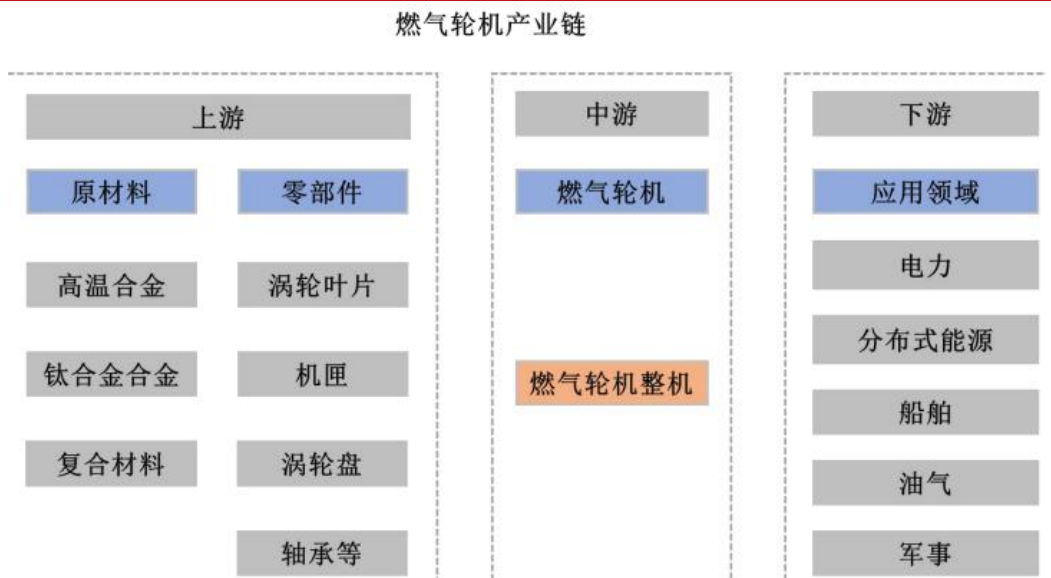 燃气轮机产业链
上游
原材料
零部件
高温合金
涡轮叶片
钛合金合金
机匣
复合材料
涡轮盘
轴承等
中游
燃气轮机
燃气轮机整机
下游
应用领域
电力
分布式能源
船舶
油气
军事